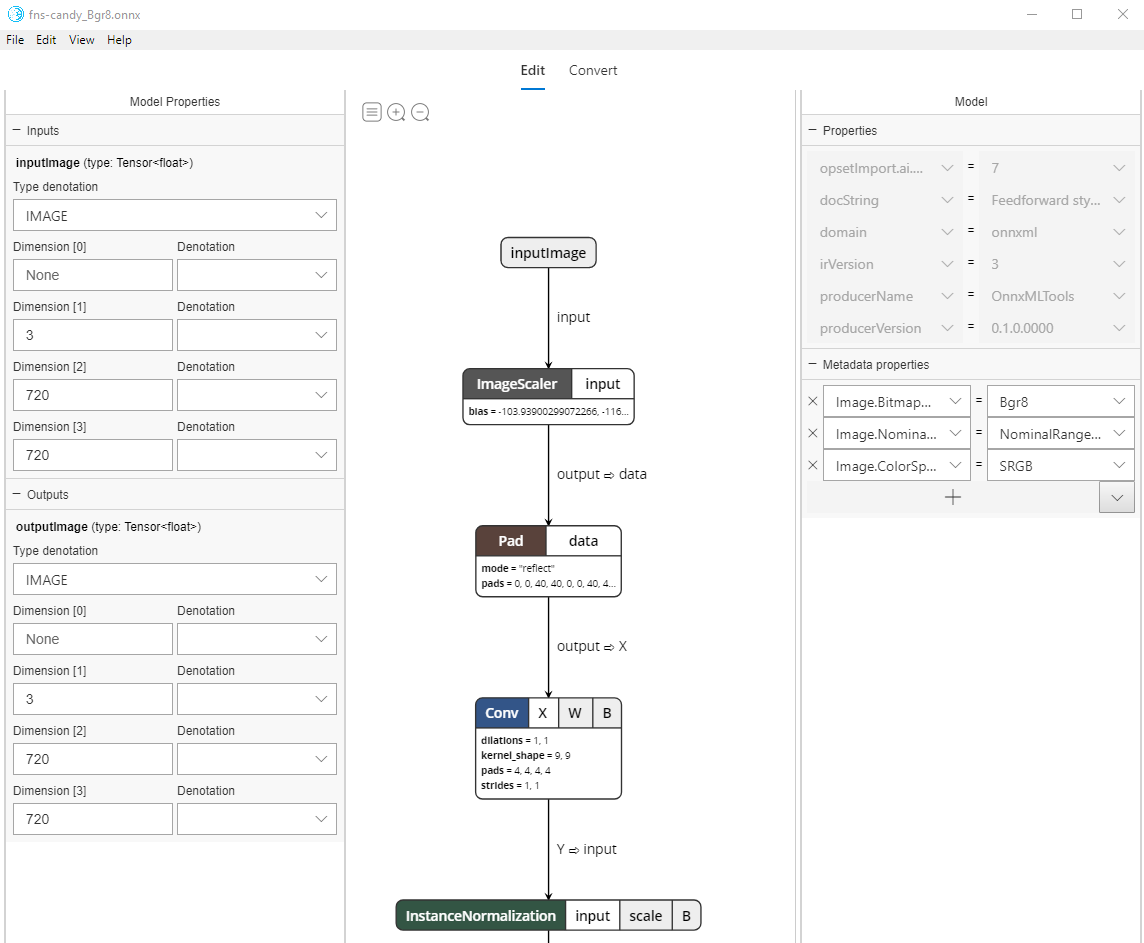 fns-candy_Bgr8.onnx
File Edit View Help
Edit Convert
Model Properties
Inputs
inputImage (type: Tensor<float>)
Type denotation
IMAGE
Dimension [0] Denotation
None
Dimension [1] Denotation
3
Dimension [2] Denotation
720
Dimension [3] Denotation
720
Outputs
outputImage (type: Tensor<float>)
Type denotation
IMAGE
Dimension [0] Denotation
None
Dimension [1] Denotation
3
Dimension [2] Denotation
720
Dimension [3] Denotation
720
inputImage
input
ImageScaler input
bias = -103.93900299072266, -116...
output ⇨ data
Pad data
mode = "reflect"
pads = 0, 0, 40, 40, 0, 0, 40, 4...
output ⇨ X
Conv X W B
dilations = 1, 1
kernel_shape = 9, 9
pads = 4, 4, 4, 4
strides = 1, 1
Y ⇨ input
InstanceNormalization input scale B
Model
Properties
opsetImport.ai.... = 7
docString = Feedforward sty...
domain = onnxml
irVersion = 3
producerName = OnnxMLTools
producerVersion = 0.1.0.0000
Metadata properties
Image.Bitmap... = Bgr8
Image.Nomina... = NominalRange...
Image.ColorSp... = SRGB